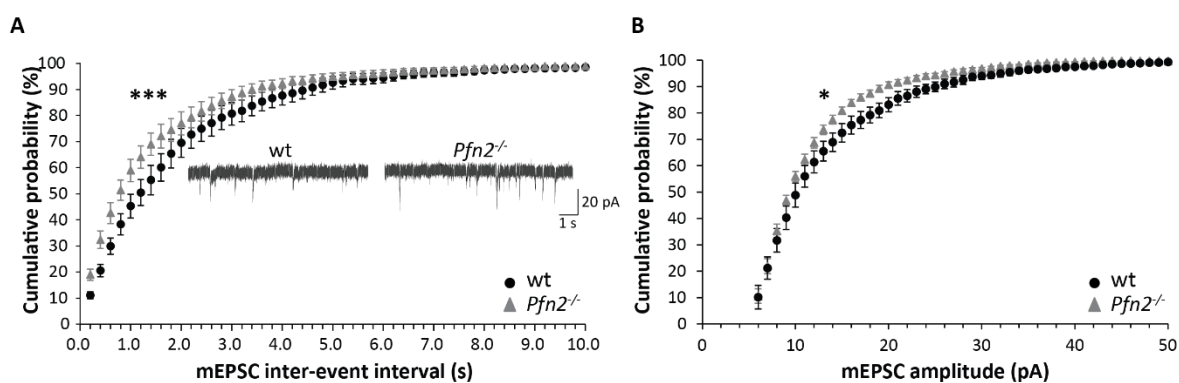 A
Cumulative probability (%)
100
90
80
70
60
50
40
30
20
10
0
***
wt
Pfn2-/-
20 pA
1 s
wt
Pfn2-/-
0.0 1.0 2.0 3.0 4.0 5.0 6.0 7.0 8.0 9.0 10.0
mEPSC inter-event interval (s)
B
Cumulative probability (%)
100
90
80
70
60
50
40
30
20
10
0
*
wt
Pfn2-/-
0 10 20 30 40 50
mEPSC amplitude (pA)